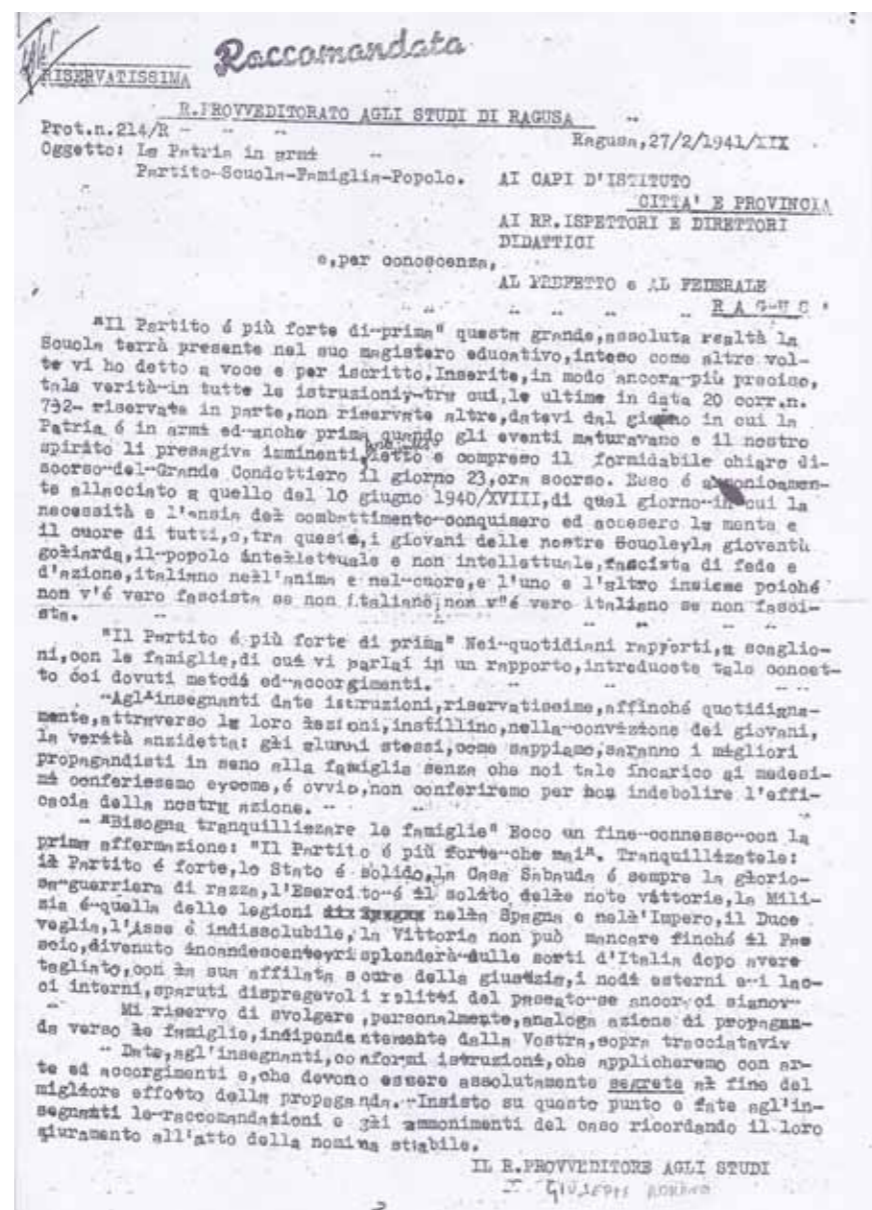 Raccomandata
RISERVATISSIMA
R.PROVVEDITORATO AGLI STUDI DI RAGUSA
Prot.n.214/R -
Ragusa,27/2/1941/XIX
Oggetto: La Patria in armi
Partito-Scuola-Famiglia-Popolo.
AI CAPI D'ISTITUTO
CITTA' E PROVINCIA
AI RR.ISPETTORI E DIRETTORI
DIDATTICI
e,per conoscenza,
AL PREFETTO e AL FEDERALE
R A G U S
"Il Partito é più forte di prima" questa grande,assoluta realtà la
Scuola terrà presente nel suo magistero educativo,inteso come altre vol-
te vi ho detto a voce e per iscritto.Inserite,in modo ancora più preciso,
tale verità in tutte le istruzioni,tra cui,le ultime in data 20 corr.n.
792- riservate in parte,non riservate altre,datevi dal giorno in cui la
Patria é in armi ed anche prima quando gli eventi maturavano e il nostro
spirito li presagiva imminenti, letto e compreso il formidabile chiaro di-
scorso del Grande Condottiero il giorno 23,ora scorso. Esso é armonicamen-
te allacciato a quello del 10 giugno 1940/XVIII,di quel giorno in cui la
necessità e l'ansia del combattimento conquisero ed accesero la mente e
il cuore di tutti,e,tra questi,i giovani delle nostre Scuole,la gioventù
goliarda,il popolo intellettuale e non intellettuale,fascista di fede e
d'azione,italiano nell'anima e nel cuore,e l'uno e l'altro insieme poiché
non v'é vero fascista se non italiano,non v'é vero italiano se non fasci-
sta.
"Il Partito é più forte di prima" Nei quotidiani rapporti,a scaglio-
ni,con le famiglie,di cui vi parlai in un rapporto,introducete tale concet-
to coi dovuti metodi ed accorgimenti.
Agl'insegnanti date istruzioni,riservatissime,affinché quotidiana-
mente,attraverso le loro lezioni,instillino,nella convizione dei giovani,
la verità anzidetta: gli alunni stessi,come sappiamo,saranno i migliori
propagandisti in seno alla famiglia senza che noi tale incarico ai medesi-
mi conferissemo e,come,é ovvio,non conferiremo per non indebolire l'effi-
cacia della nostra azione.
"Bisogna tranquillizzare le famiglie" Ecco un fine connesso con la
prima affermazione: "Il Partito é più forte che mai". Tranquillizzatele:
il Partito é forte,lo Stato é solido,la Casa Sabauda é sempre la glorio-
sa guerriera di razza,l'Esercito é il solito delle note vittorie,la Mili-
zia é quella delle legioni nella Spagna e nell'Impero,il Duce
veglia,l'Asse é indissolubile,la Vittoria non può mancare finché il Fas
scio,divenuto incandescente,risplenderà sulle sorti d'Italia dopo avere
tagliato,con la sua affilata scure della giustizia,i nodi esterni e i lac-
ci interni,sparuti dispregevoli relitti del passato se ancor ci siano
Mi riservo di svolgere,personalmente,analoga azione di propagan-
da verso le famiglie,indipendentemente dalla Vostra,sopra tracciatavi
Date,agl'insegnanti,conformi istruzioni,che applicheremo con ar-
te ed accorgimenti e,che devono essere assolutamente segrete al fine del
migliore effetto della propaganda. Insisto su questo punto e fate agl'in-
segnanti le raccomandazioni e gli ammonimenti del caso ricordando il loro
giuramento all'atto della nomina stiabile.
IL R.PROVVEDITORE AGLI STUDI
GIUSEPPE